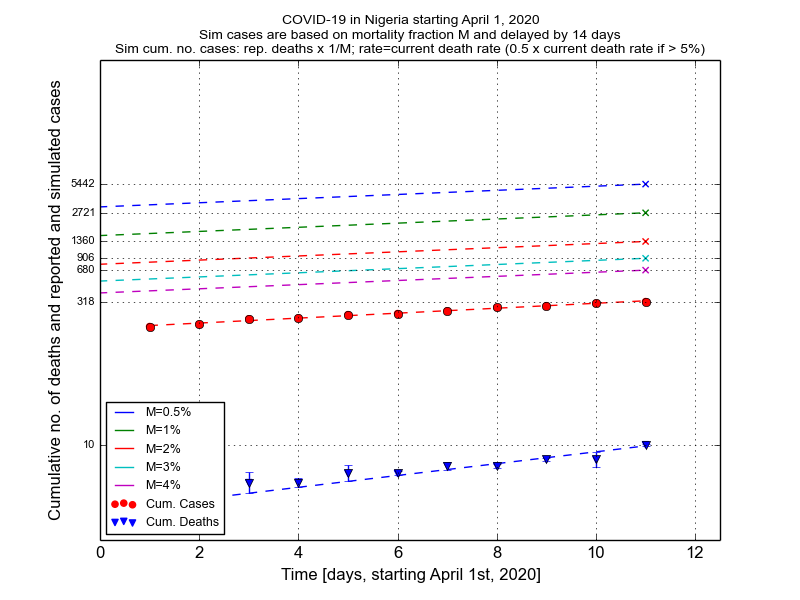 COVID-19 in Nigeria starting April 1, 2020
Sim cases are based on mortality fraction M and delayed by 14 days
Sim cum. no. cases: rep. deaths x 1/M; rate=current death rate (0.5 x current death rate if > 5%)
Cumulative no. of deaths and reported and simulated cases
5442
2721
1360
906
680
318
10
M=0.5%
M=1%
M=2%
M=3%
M=4%
Cum. Cases
Cum. Deaths
0 2 4 6 8 10 12
Time [days, starting April 1st, 2020]